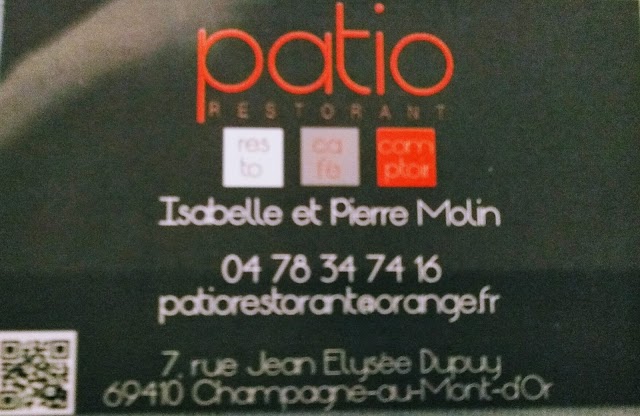 patio
RESTORANT
res ca com
to fé ptoir
Isabelle et Pierre Molin
04 78 34 74 16
patiorestorant@orange.fr
7, rue Jean Elysée Dupuy
69410 Champagne-au-Mont-d'Or